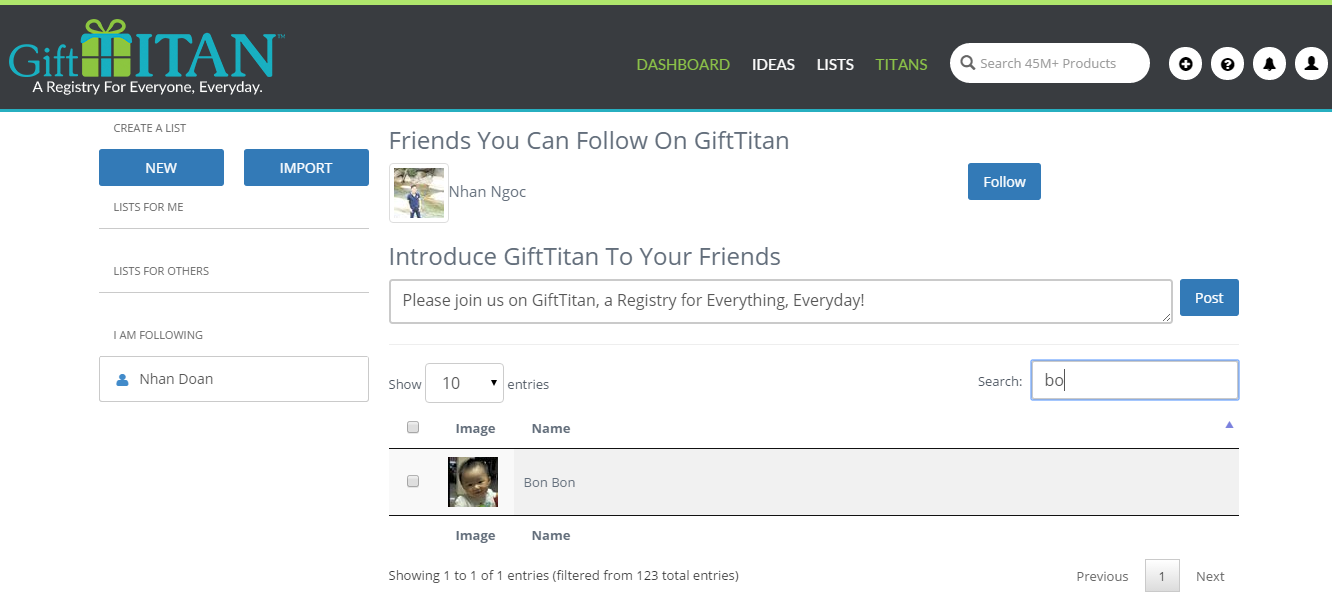 GiftTITAN™
A Registry For Everyone, Everyday.
DASHBOARD IDEAS LISTS TITANS Search 45M+ Products
CREATE A LIST
NEW IMPORT
LISTS FOR ME
LISTS FOR OTHERS
I AM FOLLOWING
Nhan Doan
Friends You Can Follow On GiftTitan
Nhan Ngoc Follow
Introduce GiftTitan To Your Friends
Please join us on GiftTitan, a Registry for Everything, Everyday! Post
Show 10 entries Search: bo
Image Name
Bon Bon
Image Name
Showing 1 to 1 of 1 entries (filtered from 123 total entries) Previous 1 Next